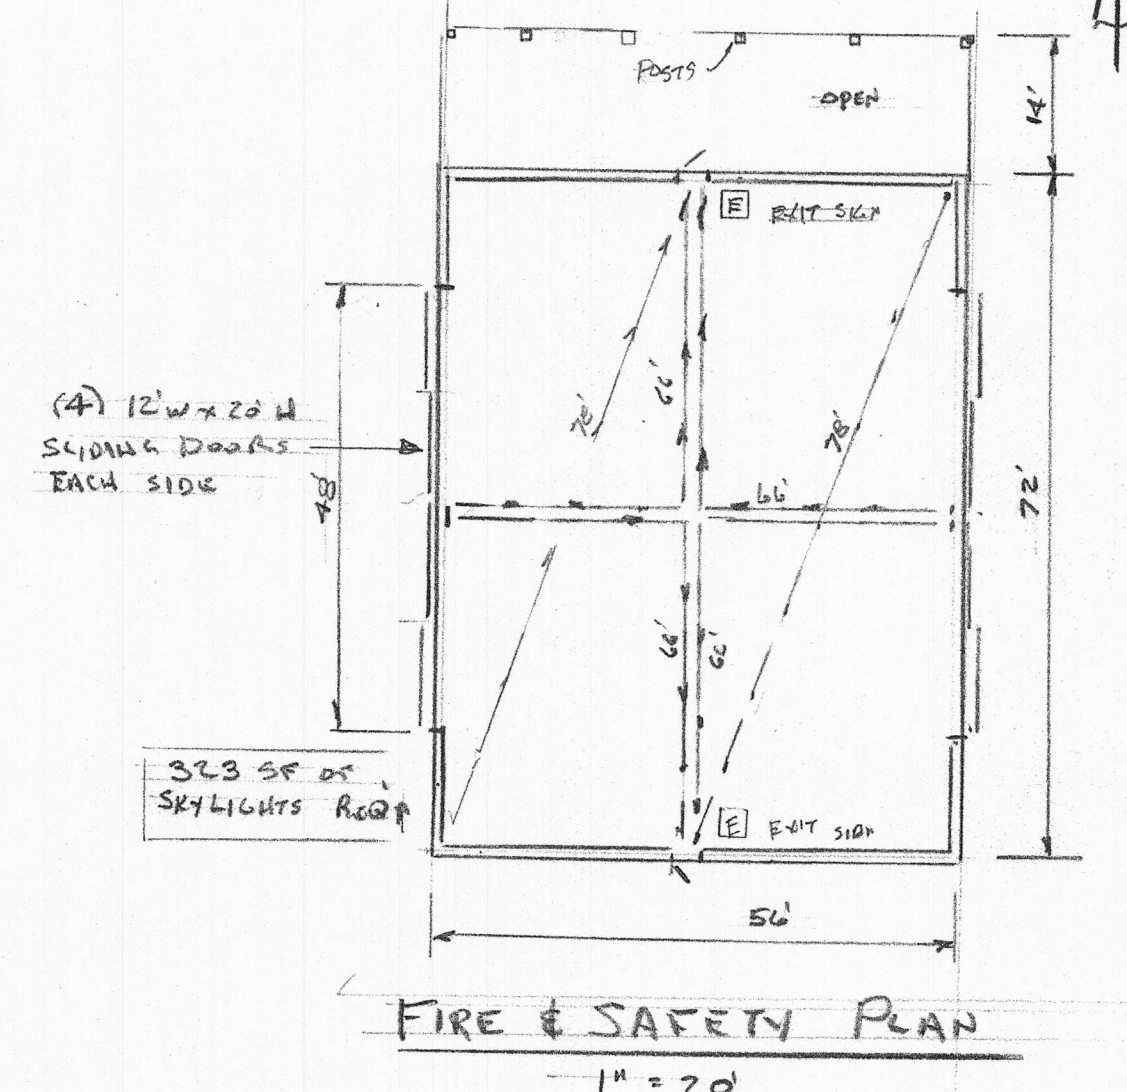 4
POSTS
OPEN
14'
E EXIT SIGN
76'
66'
78'
(4) 12'W x 20'H
SLIDING DOORS
EACH SIDE
48'
66'
72'
66'
66'
323 SF OF
SKYLIGHTS REQ'D
E EXIT SIGN
56'
FIRE & SAFETY PLAN
1" = 20'